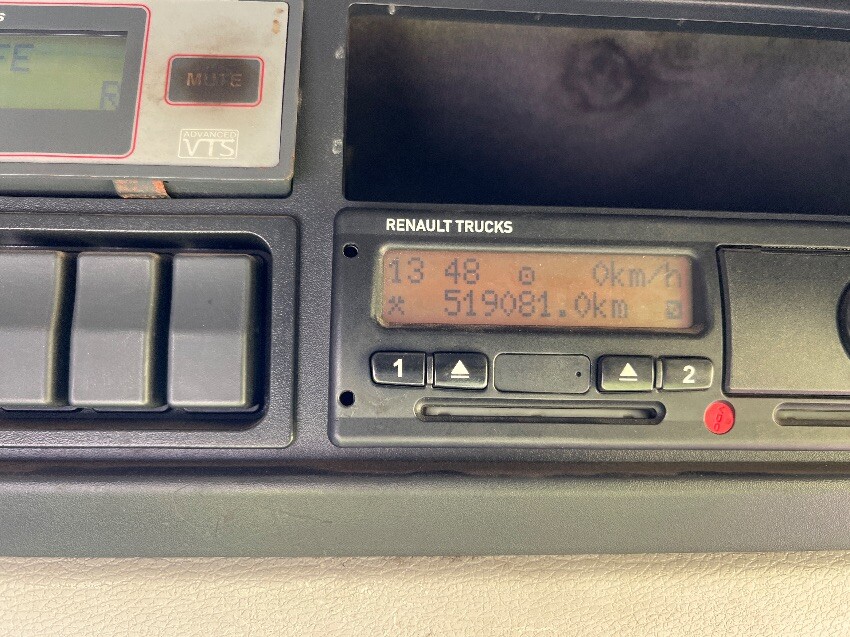 MUTE
ADVANCED
VTS
RENAULT TRUCKS
13 48 0km/h
519081.0km
1
2